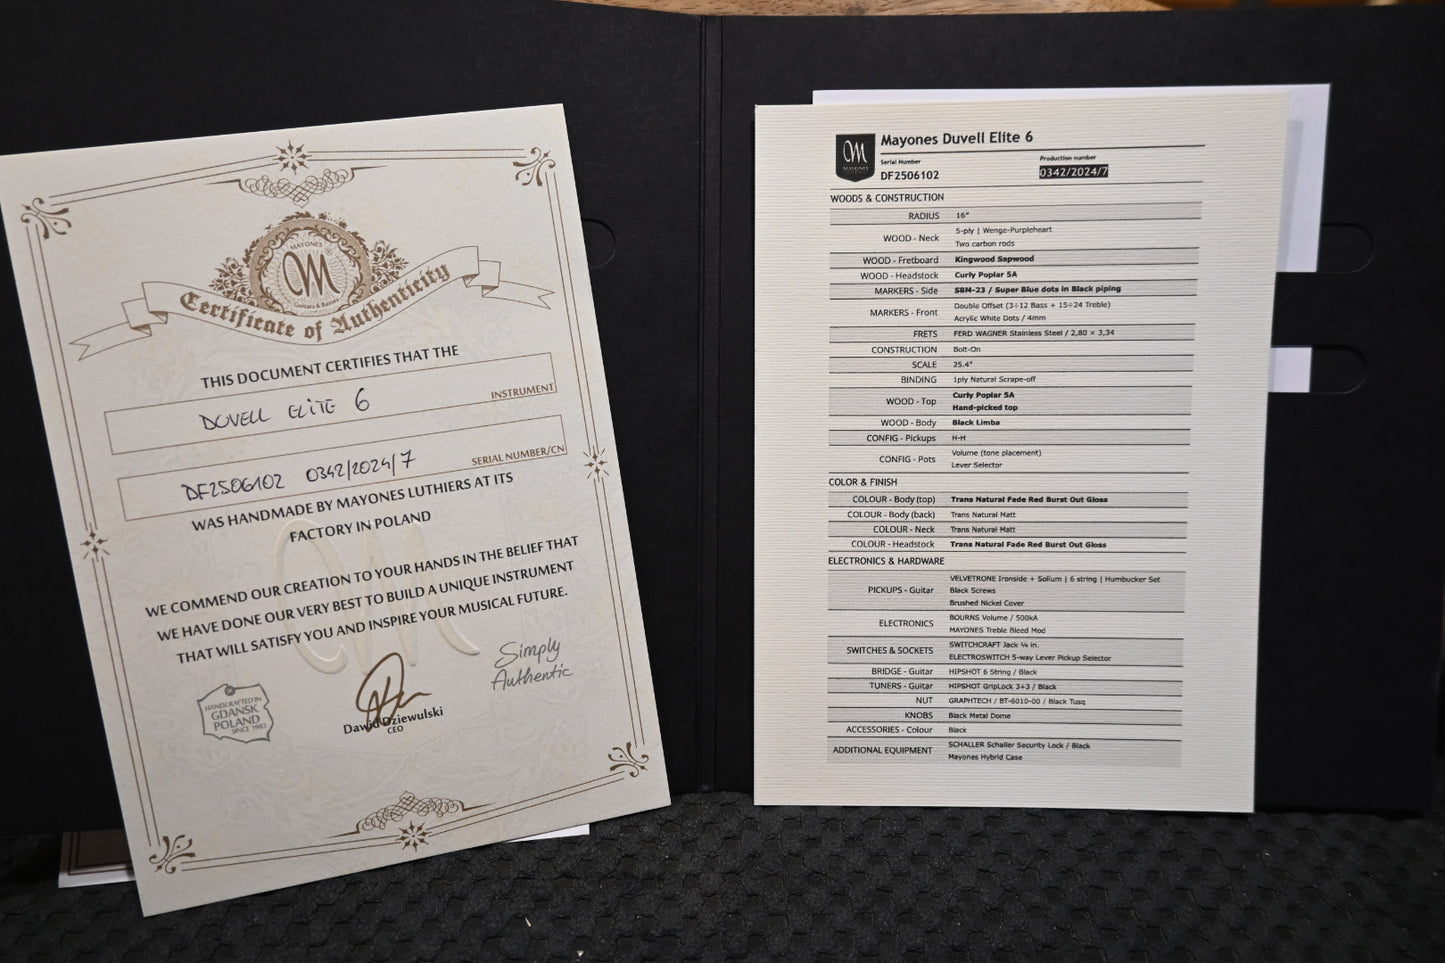 MAYONES
M
Guitars & Basses
Certificate of Authenticity
THIS DOCUMENT CERTIFIES THAT THE
DUVELL ELITE 6
INSTRUMENT
DF2506102 0342/2024/7
SERIAL NUMBER/CN
WAS HANDMADE BY MAYONES LUTHIERS AT ITS
FACTORY IN POLAND
WE COMMEND OUR CREATION TO YOUR HANDS IN THE BELIEF THAT
WE HAVE DONE OUR VERY BEST TO BUILD A UNIQUE INSTRUMENT
THAT WILL SATISFY YOU AND INSPIRE YOUR MUSICAL FUTURE.
HANDCRAFTED IN
GDANSK
POLAND
SINCE 1982
Dawid Dziewulski
CEO
Simply
Authentic
M
MAYONES
Mayones Duvell Elite 6
Serial Number
Production number
DF2506102
0342/2024/7
WOODS & CONSTRUCTION
RADIUS 16"
WOOD - Neck 5-ply | Wenge-Purpleheart
Two carbon rods
WOOD - Fretboard Kingwood Sapwood
WOOD - Headstock Curly Poplar 5A
MARKERS - Side SBM-23 / Super Blue dots in Black piping
MARKERS - Front Double Offset (3÷12 Bass + 15÷24 Treble)
Acrylic White Dots / 4mm
FRETS FERD WAGNER Stainless Steel / 2,80 × 3,34
CONSTRUCTION Bolt-On
SCALE 25.4"
BINDING 1ply Natural Scrape-off
WOOD - Top Curly Poplar 5A
Hand-picked top
WOOD - Body Black Limba
CONFIG - Pickups H-H
CONFIG - Pots Volume (tone placement)
Lever Selector
COLOR & FINISH
COLOUR - Body (top) Trans Natural Fade Red Burst Out Gloss
COLOUR - Body (back) Trans Natural Matt
COLOUR - Neck Trans Natural Matt
COLOUR - Headstock Trans Natural Fade Red Burst Out Gloss
ELECTRONICS & HARDWARE
PICKUPS - Guitar VELVETRONE Ironside + Solium | 6 string | Humbucker Set
Black Screws
Brushed Nickel Cover
ELECTRONICS BOURNS Volume / 500kA
MAYONES Treble Bleed Mod
SWITCHES & SOCKETS SWITCHCRAFT Jack ¼ in.
ELECTROSWITCH 5-way Lever Pickup Selector
BRIDGE - Guitar HIPSHOT 6 String / Black
TUNERS - Guitar HIPSHOT GripLock 3+3 / Black
NUT GRAPHTECH / BT-6010-00 / Black Tusq
KNOBS Black Metal Dome
ACCESSORIES - Colour Black
ADDITIONAL EQUIPMENT SCHALLER Schaller Security Lock / Black
Mayones Hybrid Case